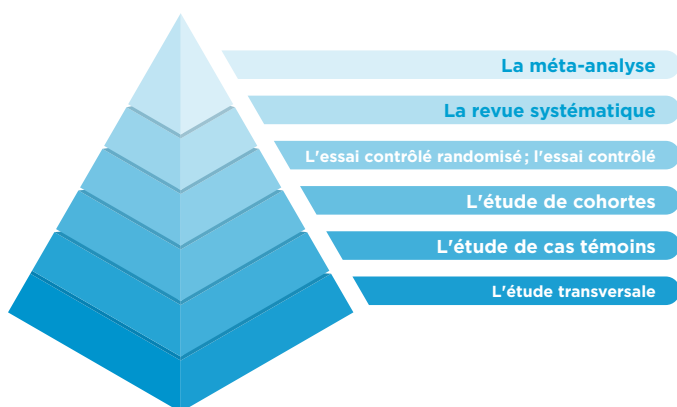 La méta-analyse
La revue systématique
L'essai contrôlé randomisé ; l'essai contrôlé
L'étude de cohortes
L'étude de cas témoins
L'étude transversale